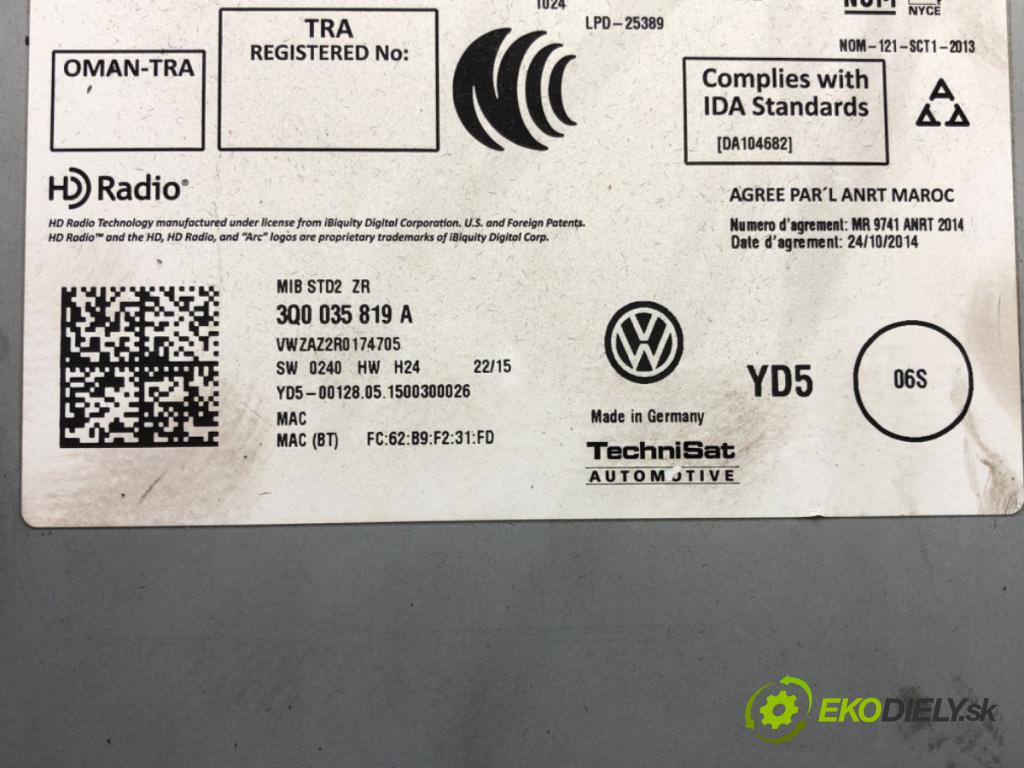 1024
LPD-25389
NYCE
NOM-121-SCT1-2013
OMAN-TRA
TRA
REGISTERED No:
Complies with
IDA Standards
[DA104682]
HD Radio®
HD Radio Technology manufactured under license from iBiquity Digital Corporation. U.S. and Foreign Patents.
HD Radio™ and the HD, HD Radio, and “Arc” logos are proprietary trademarks of iBiquity Digital Corp.
AGREE PAR´L ANRT MAROC
Numero d'agrement: MR 9741 ANRT 2014
Date d'agrement: 24/10/2014
MIB STD2 ZR
3Q0 035 819 A
VWZAZ2R0174705
SW 0240 HW H24 22/15
YD5-00128.05.1500300026
MAC
MAC (BT) FC:62:B9:F2:31:FD
Made in Germany
TechniSat
AUTOMOTIVE
YD5
06S
EKODIELY.sk